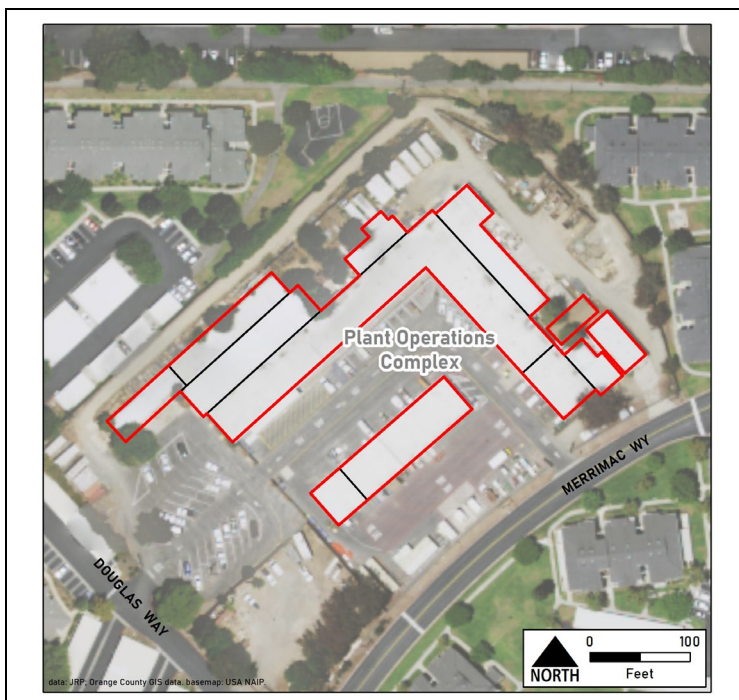 Plant Operations
Complex
MERRIMAC WY
DOUGLAS WAY
0 100
Feet
NORTH
data: JRP; Orange County GIS data. basemap: USA NAIP.